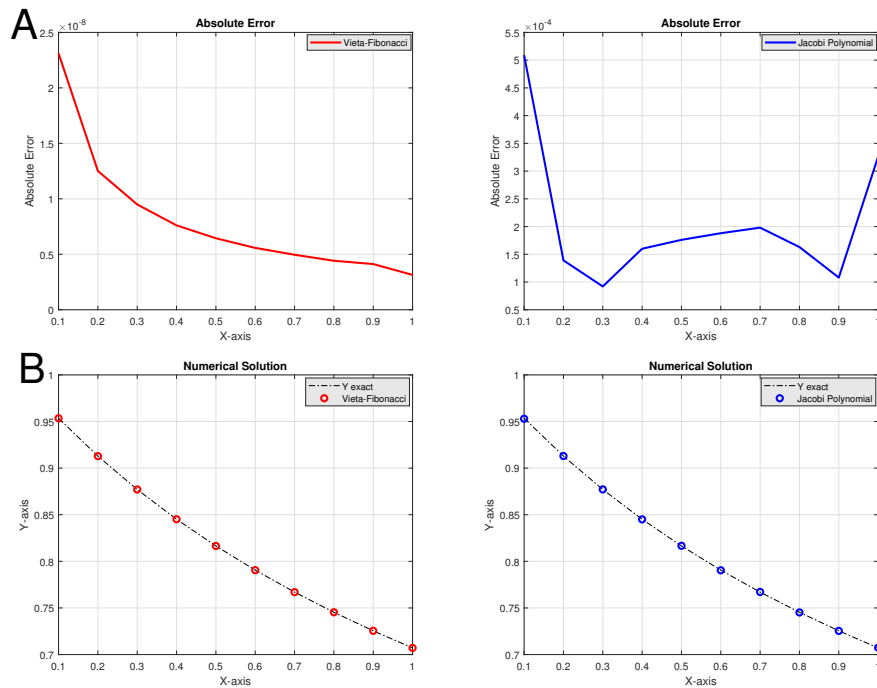 A
Absolute Error
×10-8
Vieta-Fibonacci
2.5
2
1.5
1
0.5
0
Absolute Error
0.1 0.2 0.3 0.4 0.5 0.6 0.7 0.8 0.9 1
X-axis
Absolute Error
×10-4
Jacobi Polynomial
5.5
5
4.5
4
3.5
3
2.5
2
1.5
1
0.5
Absolute Error
0.1 0.2 0.3 0.4 0.5 0.6 0.7 0.8 0.9 1
X-axis
B
Numerical Solution
Y exact
Vieta-Fibonacci
1
0.95
0.9
0.85
0.8
0.75
0.7
Y-axis
0.1 0.2 0.3 0.4 0.5 0.6 0.7 0.8 0.9 1
X-axis
Numerical Solution
Y exact
Jacobi Polynomial
1
0.95
0.9
0.85
0.8
0.75
0.7
Y-axis
0.1 0.2 0.3 0.4 0.5 0.6 0.7 0.8 0.9 1
X-axis